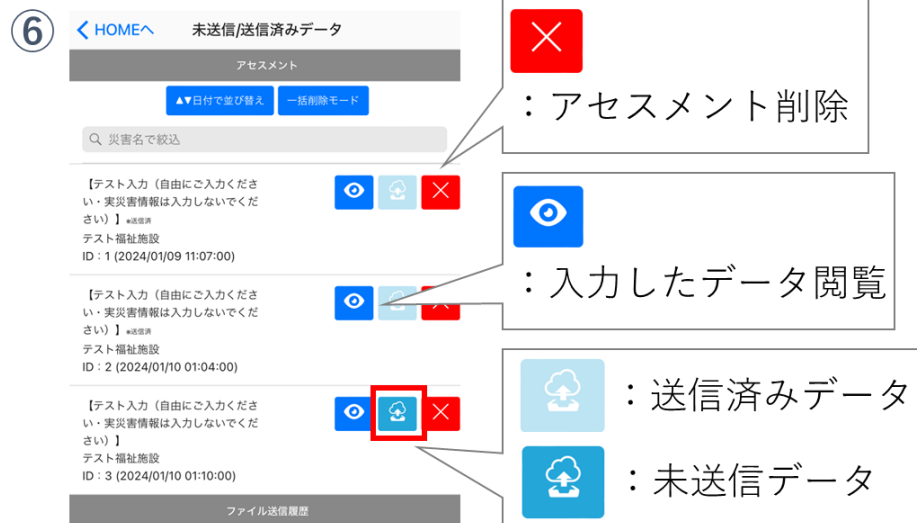 ⑥
HOMEへ
未送信/送信済みデータ
アセスメント
▲▼日付で並び替え
一括削除モード
災害名で絞込
【テスト入力（自由にご入力くださ
い・実災害情報は入力しないでくだ
さい）】 ※送信済
テスト福祉施設
ID：1 (2024/01/09 11:07:00)
【テスト入力（自由にご入力くださ
い・実災害情報は入力しないでくだ
さい）】 ※送信済
テスト福祉施設
ID：2 (2024/01/10 01:04:00)
【テスト入力（自由にご入力くださ
い・実災害情報は入力しないでくだ
さい）】
テスト福祉施設
ID：3 (2024/01/10 01:10:00)
ファイル送信履歴
：アセスメント削除
：入力したデータ閲覧
：送信済みデータ
：未送信データ